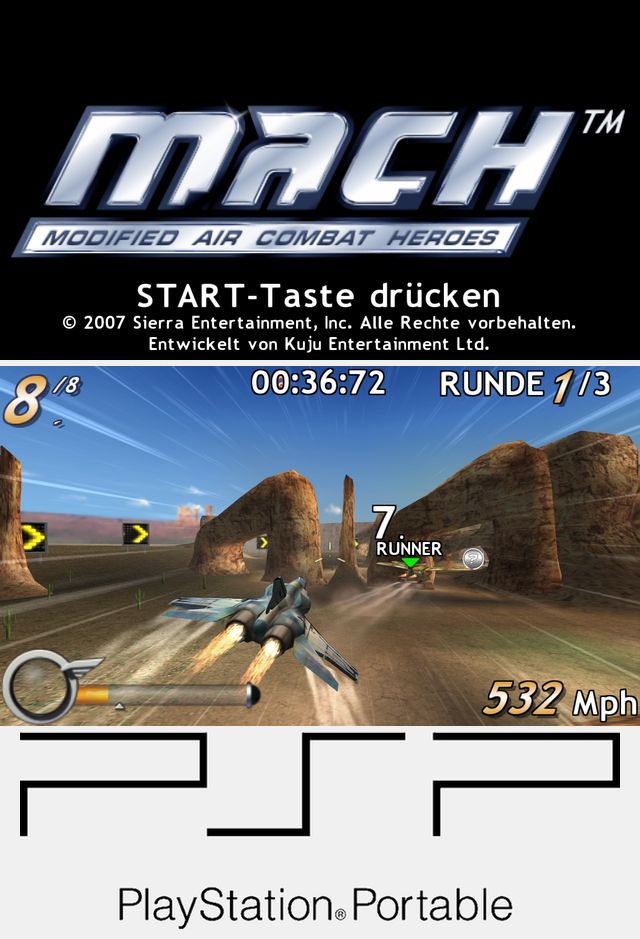 MACH™
MODIFIED AIR COMBAT HEROES
START-Taste drücken
© 2007 Sierra Entertainment, Inc. Alle Rechte vorbehalten.
Entwickelt von Kuju Entertainment Ltd.
8/8 00:36:72 RUNDE 1/3
7.
RUNNER
532 Mph
PSP
PlayStation®Portable